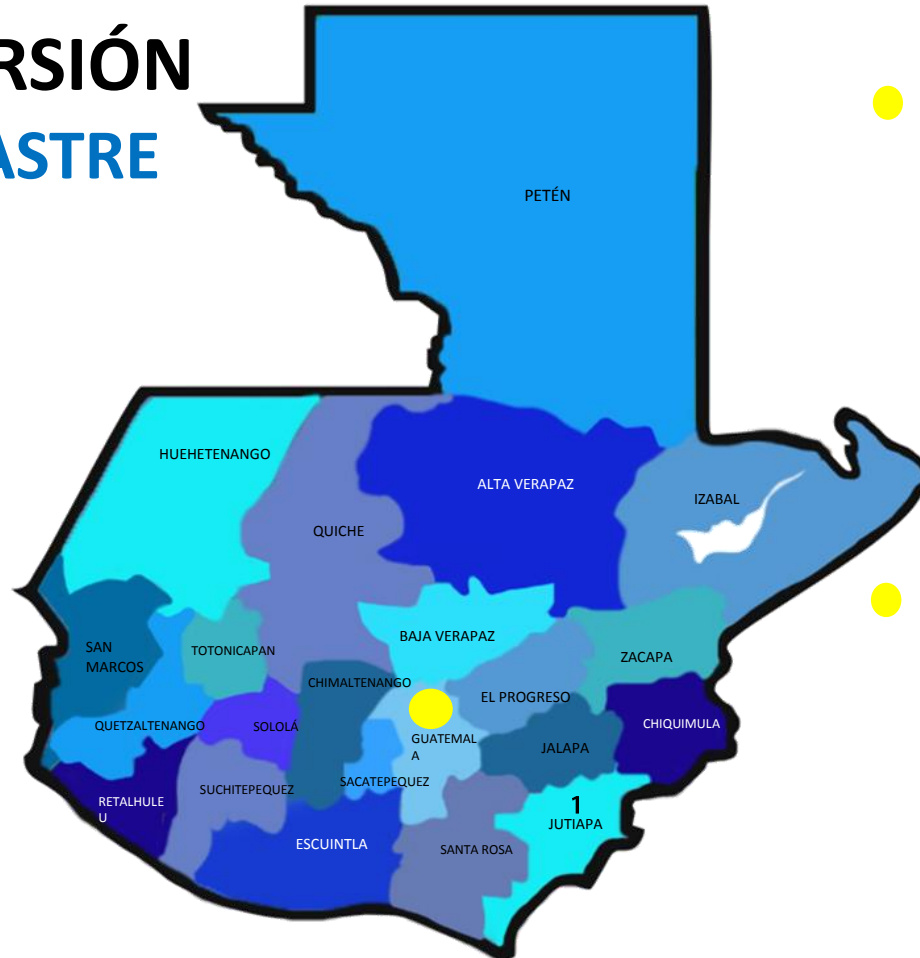 RSIÓN
ASTRE
PETÉN
HUEHETENANGO
ALTA VERAPAZ
IZABAL
QUICHE
BAJA VERAPAZ
SAN
MARCOS
TOTONICAPAN
ZACAPA
CHIMALTENANGO
EL PROGRESO
QUETZALTENANGO
SOLOLÁ
CHIQUIMULA
GUATEMAL
A
JALAPA
SACATEPEQUEZ
SUCHITEPEQUEZ
RETALHULE
U
1
JUTIAPA
ESCUINTLA
SANTA ROSA